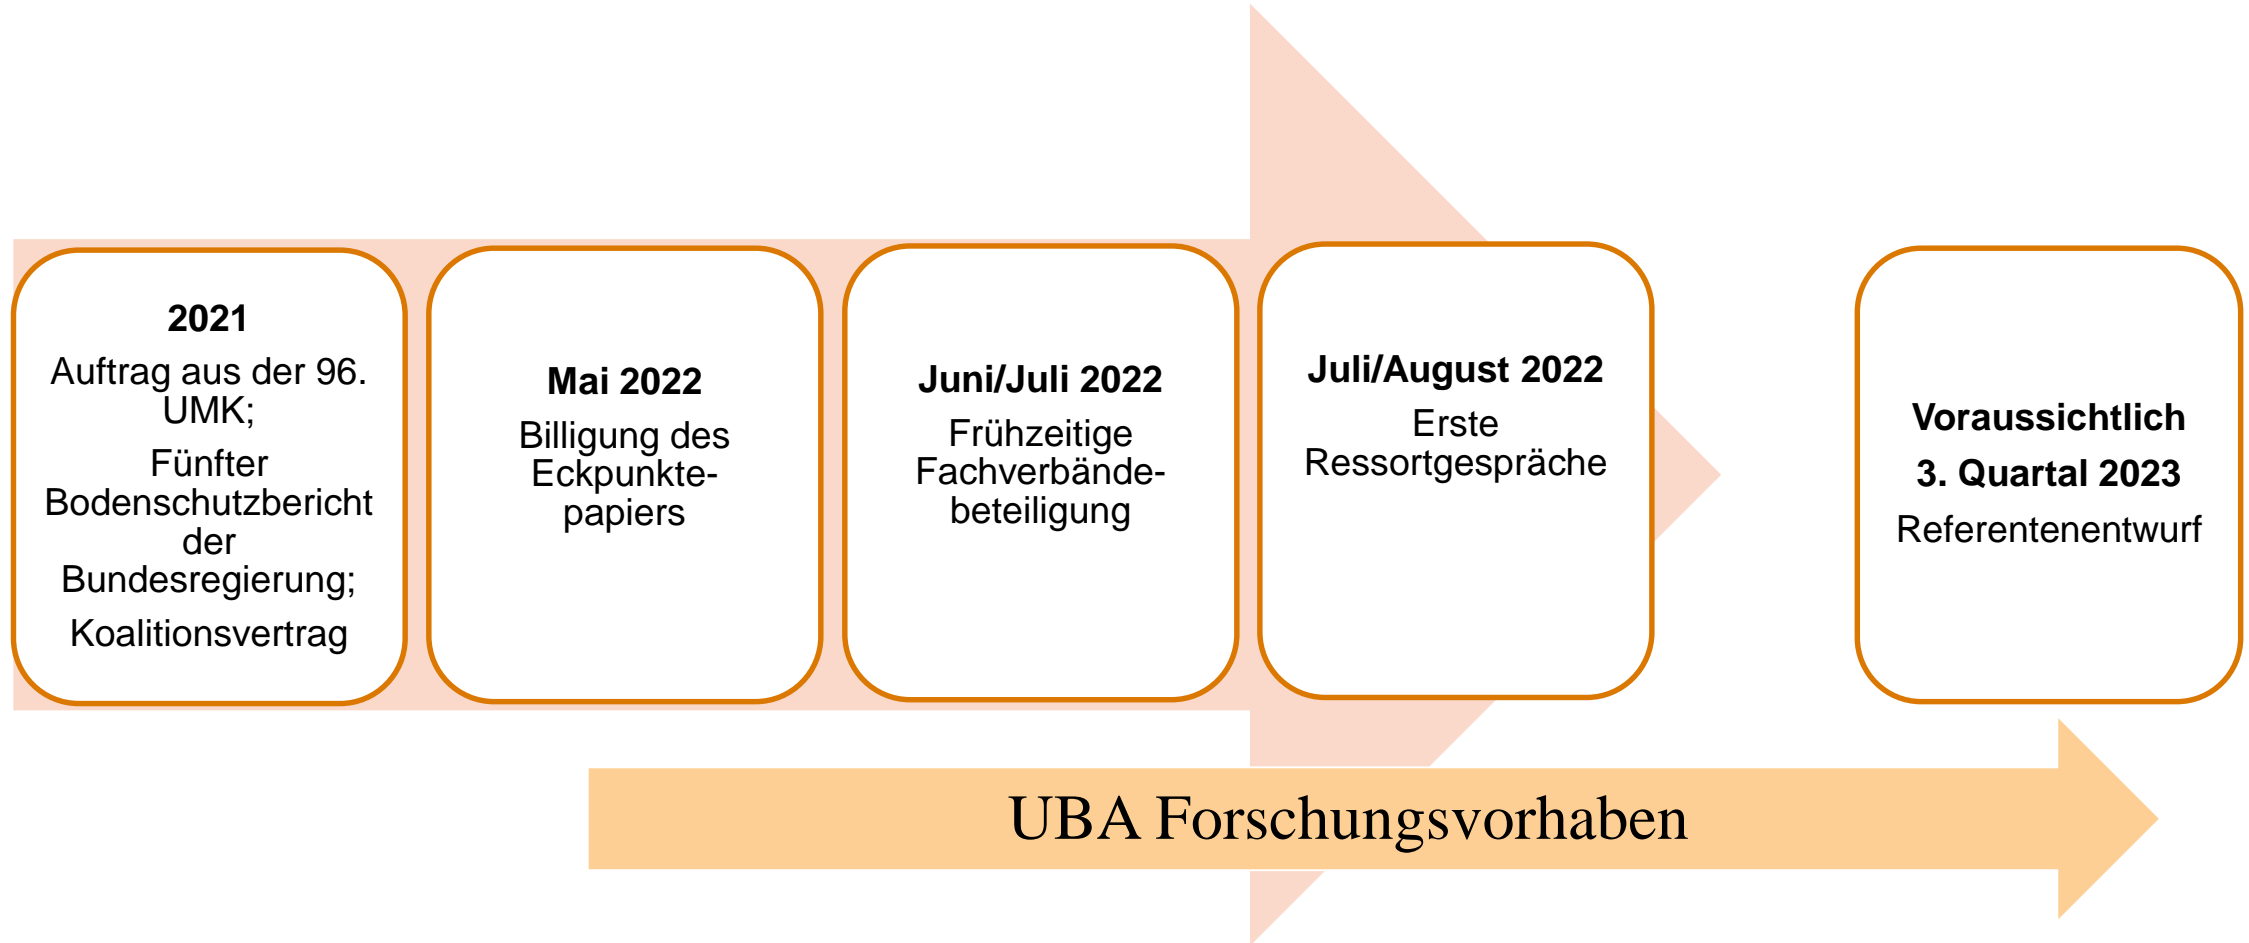 2021
Auftrag aus der 96.
UMK;
Fünfter
Bodenschutzbericht
der
Bundesregierung;
Koalitionsvertrag
Mai 2022
Billigung des
Eckpunkte-
papiers
Juni/Juli 2022
Frühzeitige
Fachverbände-
beteiligung
Juli/August 2022
Erste
Ressortgespräche
Voraussichtlich
3. Quartal 2023
Referentenentwurf
UBA Forschungsvorhaben